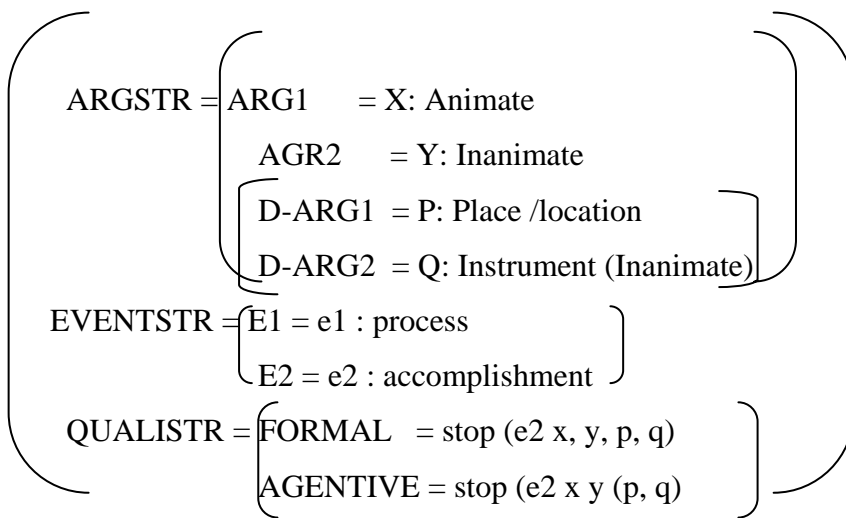 ARGSTR = ARG1 = X: Animate
AGR2 = Y: Inanimate
D-ARG1 = P: Place /location
D-ARG2 = Q: Instrument (Inanimate)
EVENTSTR = E1 = e1 : process
E2 = e2 : accomplishment
QUALISTR = FORMAL = stop (e2 x, y, p, q)
AGENTIVE = stop (e2 x y (p, q)